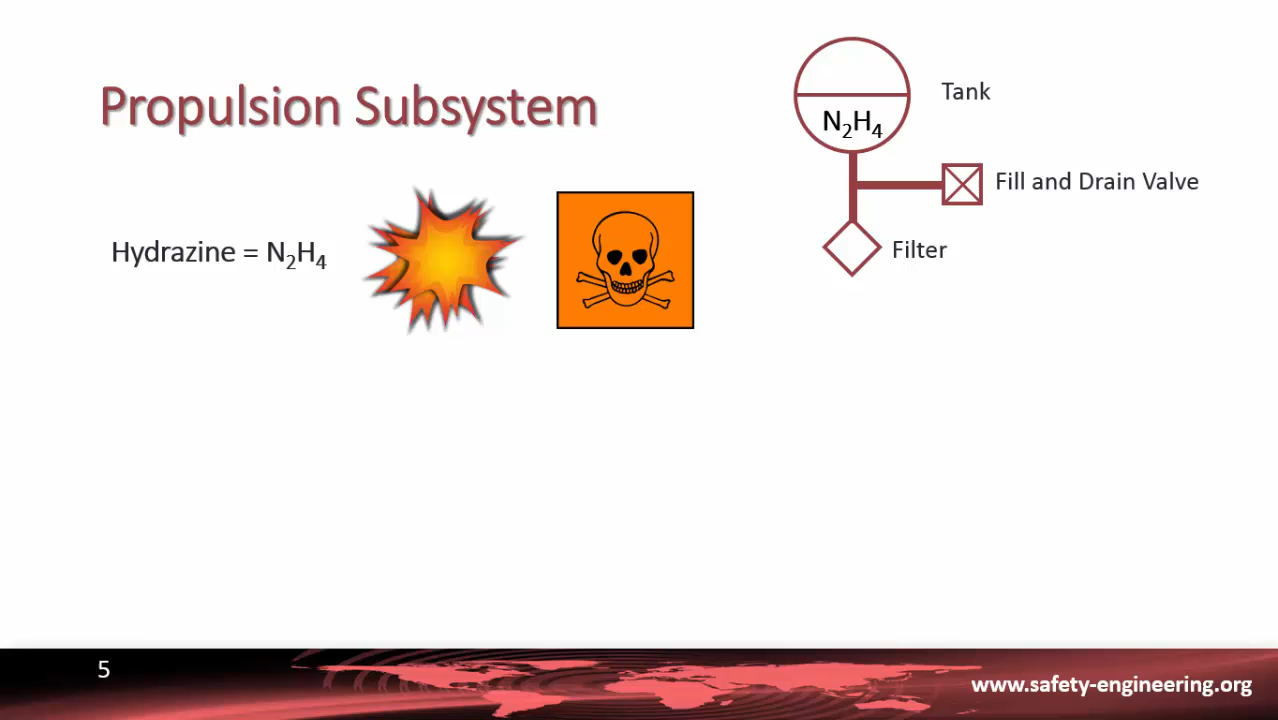 Propulsion Subsystem
Hydrazine = N₂H₄
Tank
N₂H₄
Fill and Drain Valve
Filter
5
www.safety-engineering.org